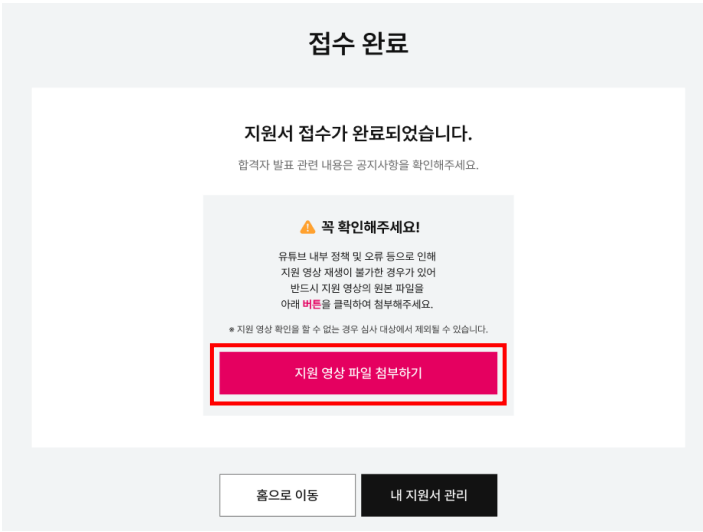 접수 완료
지원서 접수가 완료되었습니다.
합격자 발표 관련 내용은 공지사항을 확인해주세요.
꼭 확인해주세요!
유튜브 내부 정책 및 오류 등으로 인해
지원 영상 재생이 불가한 경우가 있어
반드시 지원 영상의 원본 파일을
아래 버튼을 클릭하여 첨부해주세요.
※ 지원 영상 확인을 할 수 없는 경우 심사 대상에서 제외될 수 있습니다.
지원 영상 파일 첨부하기
홈으로 이동
내 지원서 관리